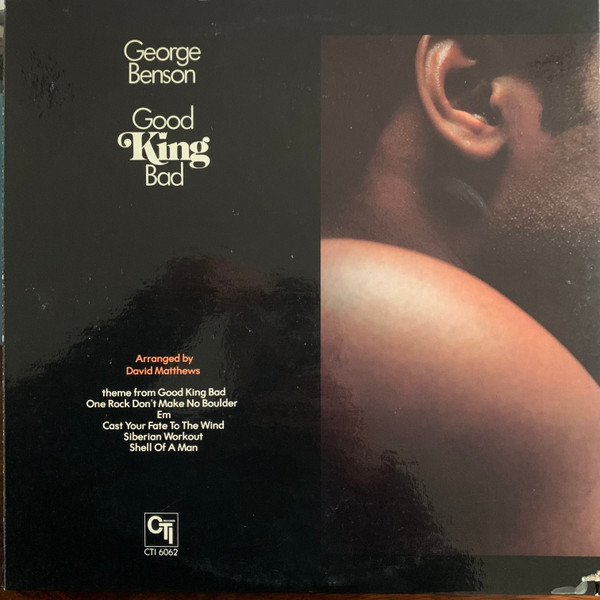 George
Benson
Good
King
Bad
Arranged by
David Matthews
theme from Good King Bad
One Rock Don't Make No Boulder
Em
Cast Your Fate To The Wind
Siberian Workout
Shell Of A Man
CTI
CTI 6062